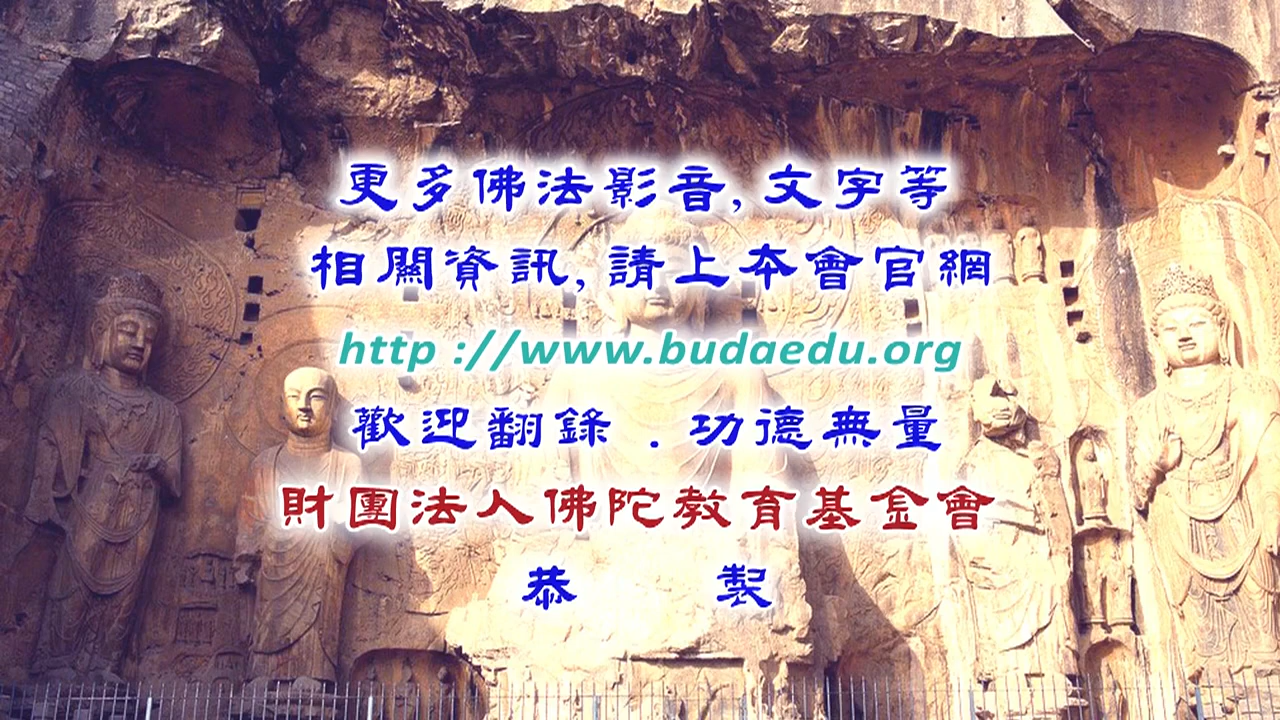 更多佛法影音,文字等
相關資訊,請上本會官網
http ://www.budaedu.org
歡迎翻錄 . 功德無量
財團法人佛陀教育基金會
恭 製